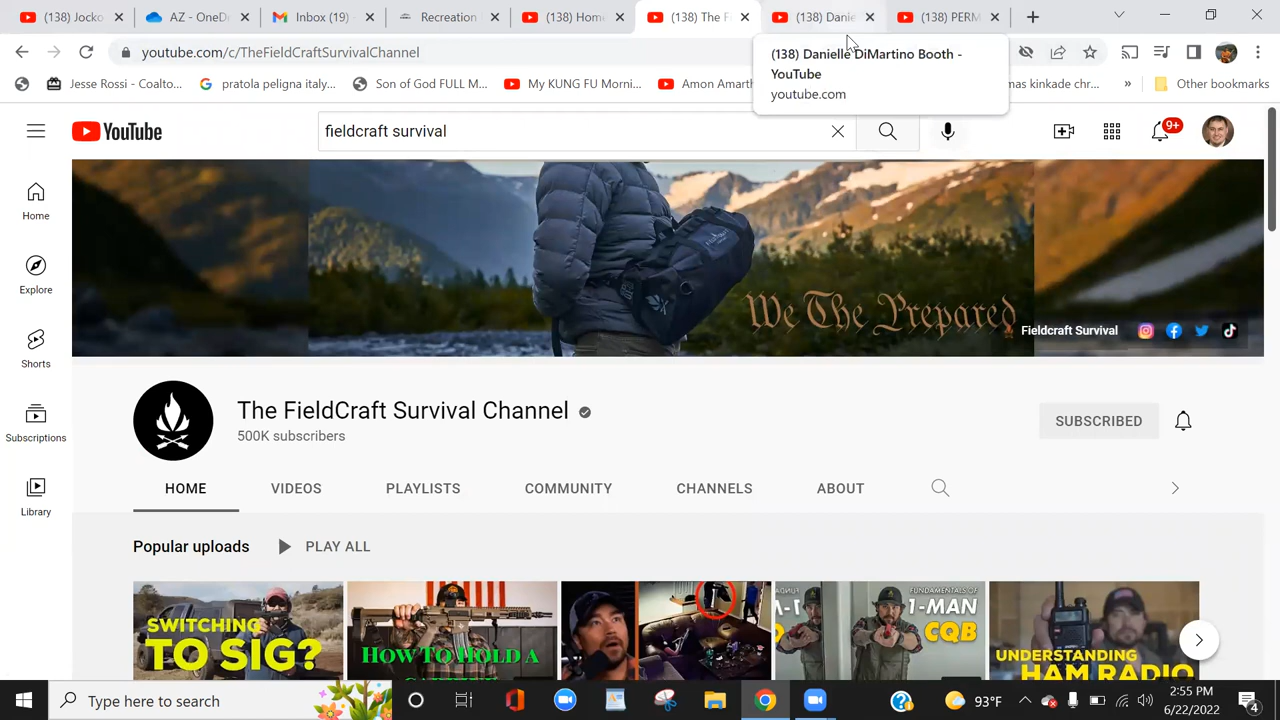 (138) Jocko
AZ - OneD
Inbox (19) -
Recreation
(138) Home
(138) The Fi
(138) Danie
(138) PERM
youtube.com/c/TheFieldCraftSurvivalChannel
(138) Danielle DiMartino Booth -
YouTube
youtube.com
Jesse Rossi - Coalto...
pratola peligna italy...
Son of God FULL M...
My KUNG FU Morni...
Amon Amarth
mas kinkade chr...
»
Other bookmarks
YouTube
fieldcraft survival
9+
Home
Explore
Shorts
Subscriptions
Library
We The Prepared
Fieldcraft Survival
The FieldCraft Survival Channel
500K subscribers
SUBSCRIBED
HOME
VIDEOS
PLAYLISTS
COMMUNITY
CHANNELS
ABOUT
Popular uploads
PLAY ALL
SWITCHING
TO SIG?
HOW TO HOLD A
FUNDAMENTALS OF
1-MAN
CQB
UNDERSTANDING
HAM RADIO
Type here to search
93°F
2:55 PM
6/22/2022
4